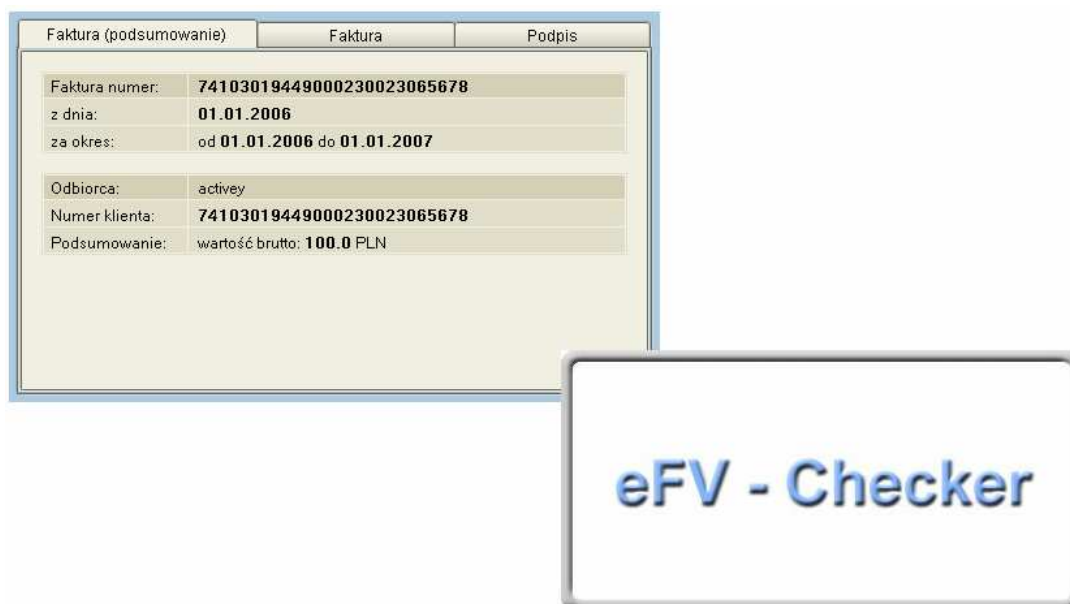 Faktura (podsumowanie) Faktura Podpis
Faktura numer: 74103019449000230023065678
z dnia: 01.01.2006
za okres: od 01.01.2006 do 01.01.2007
Odbiorca: activey
Numer klienta: 74103019449000230023065678
Podsumowanie: wartość brutto: 100.0 PLN
eFV - Checker